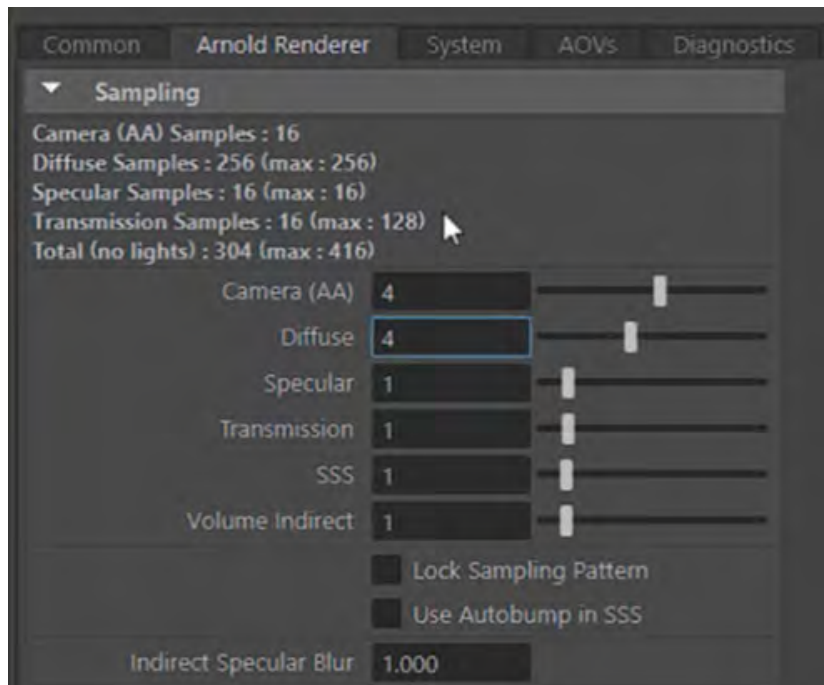 Common Arnold Renderer System AOVs Diagnostics
Sampling
Camera (AA) Samples : 16
Diffuse Samples : 256 (max : 256)
Specular Samples : 16 (max : 16)
Transmission Samples : 16 (max : 128)
Total (no lights) : 304 (max : 416)
Camera (AA) 4
Diffuse 4
Specular 1
Transmission 1
SSS 1
Volume Indirect 1
Lock Sampling Pattern
Use Autobump in SSS
Indirect Specular Blur 1.000